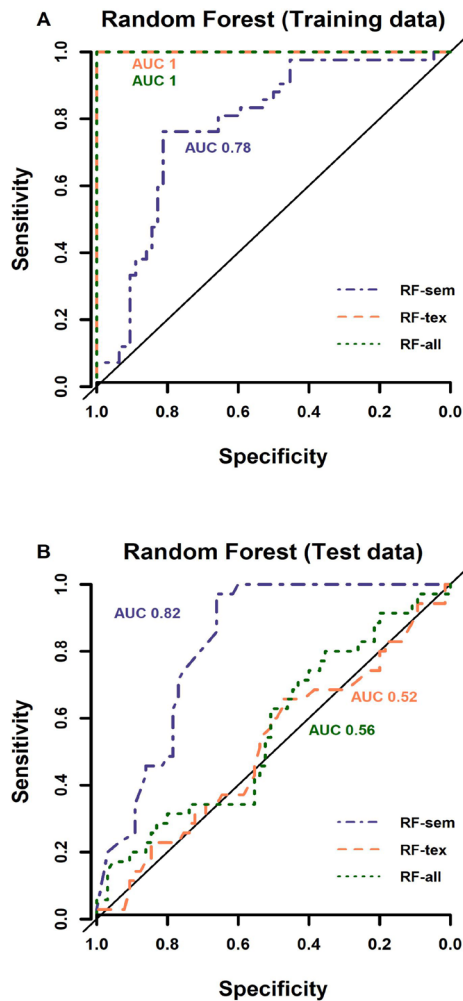 A
Random Forest (Training data)
Sensitivity
1.0
0.8
0.6
0.4
0.2
0.0
AUC 1
AUC 1
AUC 0.78
RF-sem
RF-tex
RF-all
1.0 0.8 0.6 0.4 0.2 0.0
Specificity
B
Random Forest (Test data)
Sensitivity
1.0
0.8
0.6
0.4
0.2
0.0
AUC 0.82
AUC 0.52
AUC 0.56
RF-sem
RF-tex
RF-all
1.0 0.8 0.6 0.4 0.2 0.0
Specificity